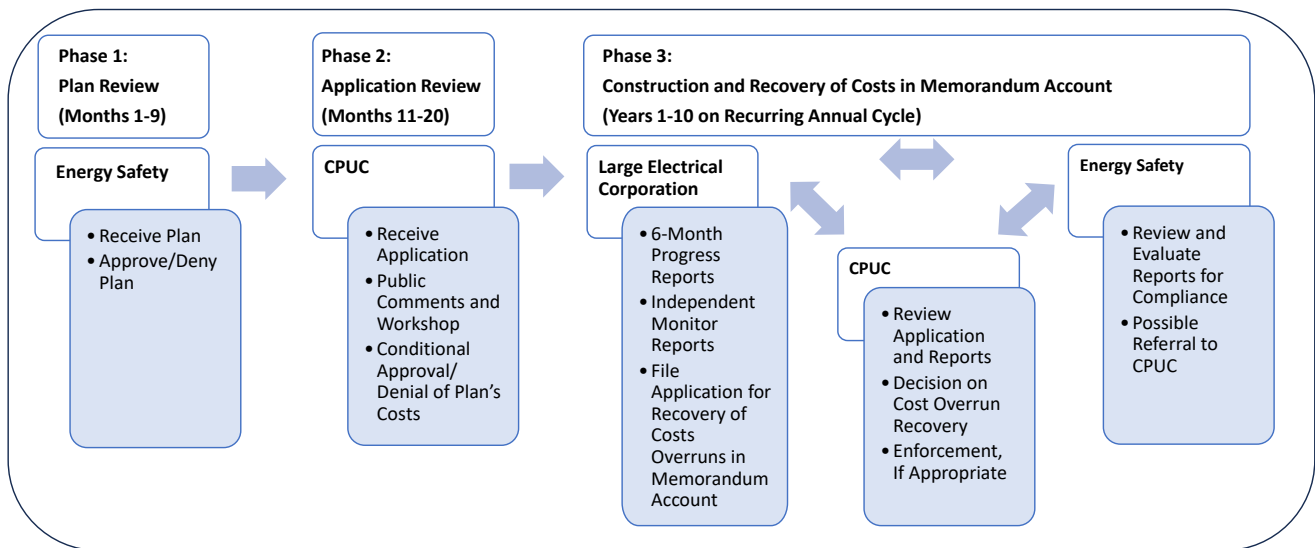 Phase 1:
Plan Review
(Months 1-9)
Energy Safety
• Receive Plan
• Approve/Deny
Plan
Phase 2:
Application Review
(Months 11-20)
CPUC
• Receive
Application
• Public
Comments and
Workshop
• Conditional
Approval/
Denial of Plan’s
Costs
Phase 3:
Construction and Recovery of Costs in Memorandum Account
(Years 1-10 on Recurring Annual Cycle)
Large Electrical
Corporation
• 6-Month
Progress
Reports
• Independent
Monitor
Reports
• File
Application for
Recovery of
Costs
Overruns in
Memorandum
Account
CPUC
• Review
Application
and Reports
• Decision on
Cost Overrun
Recovery
• Enforcement,
If Appropriate
Energy Safety
• Review and
Evaluate
Reports for
Compliance
• Possible
Referral to
CPUC